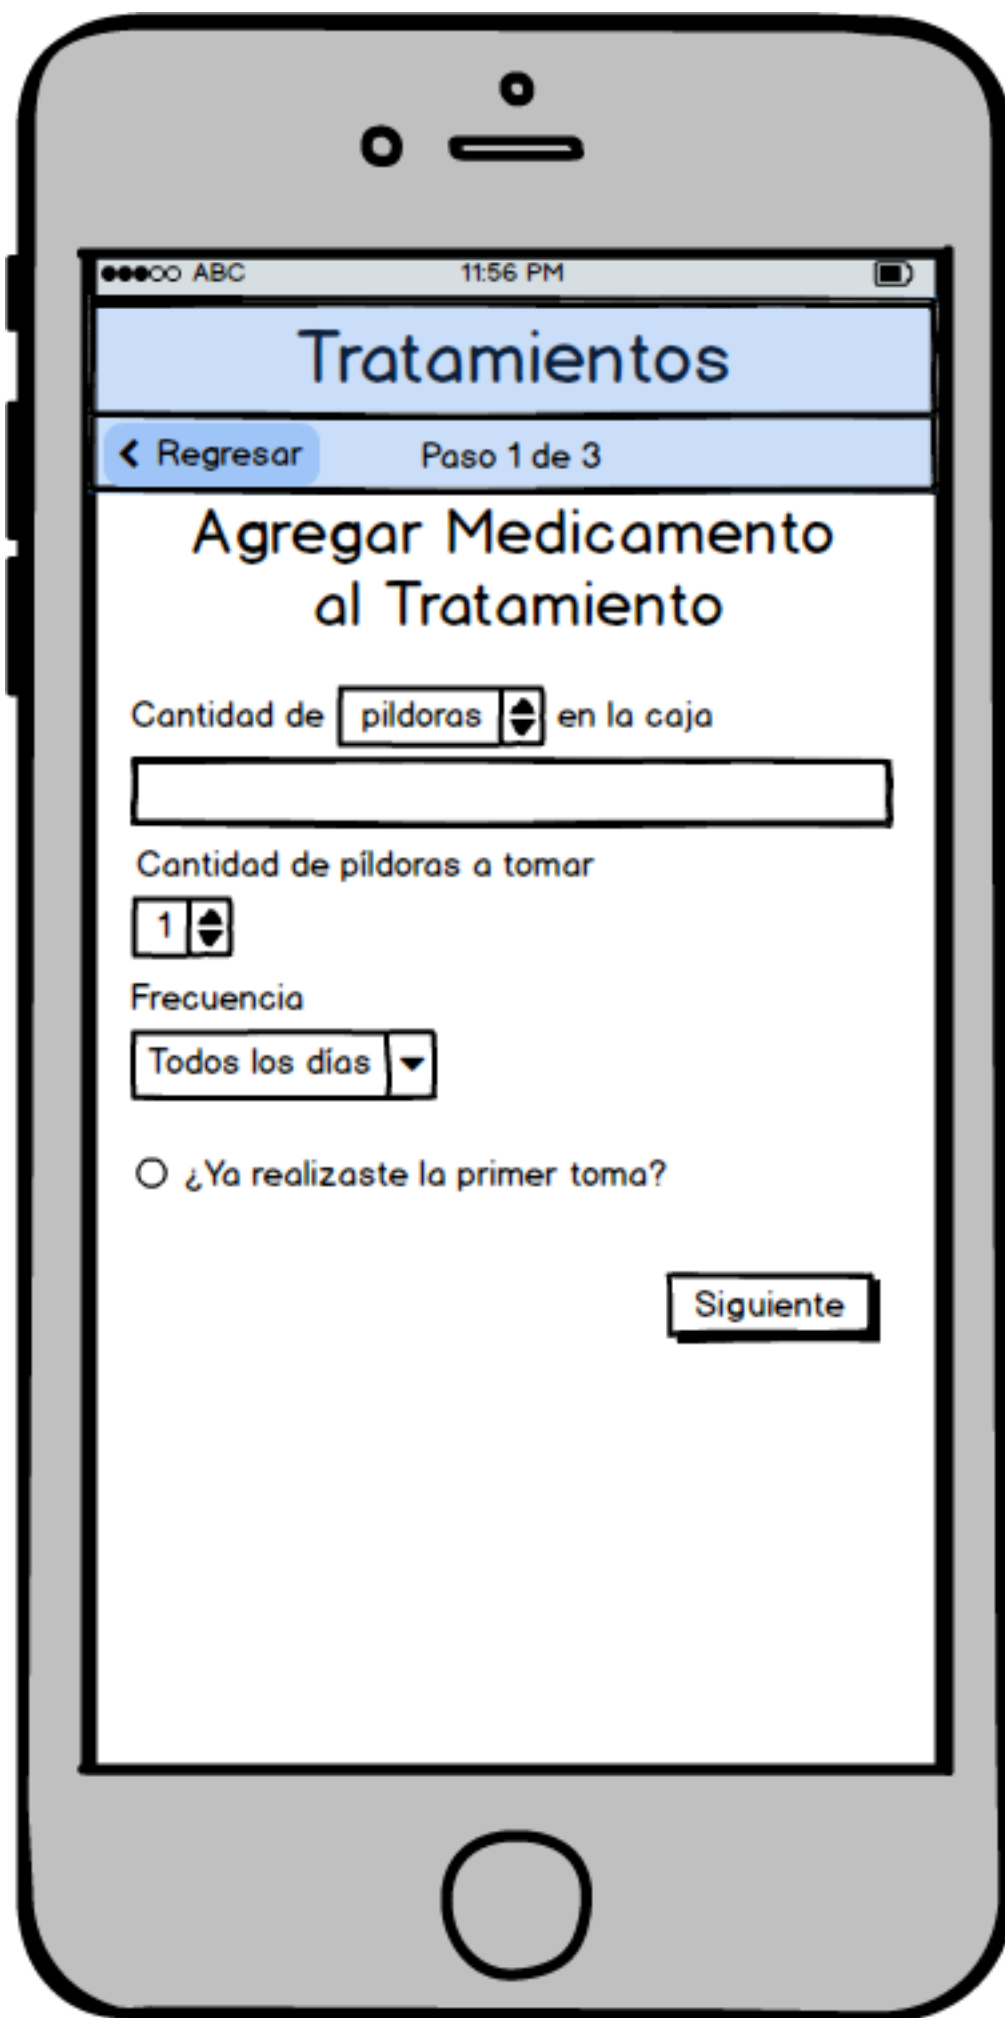 ABC 11:56 PM
Tratamientos
Regresar Paso 1 de 3
Agregar Medicamento
al Tratamiento
Cantidad de pildoras en la caja
Cantidad de píldoras a tomar
1
Frecuencia
Todos los días
¿Ya realizaste la primer toma?
Siguiente